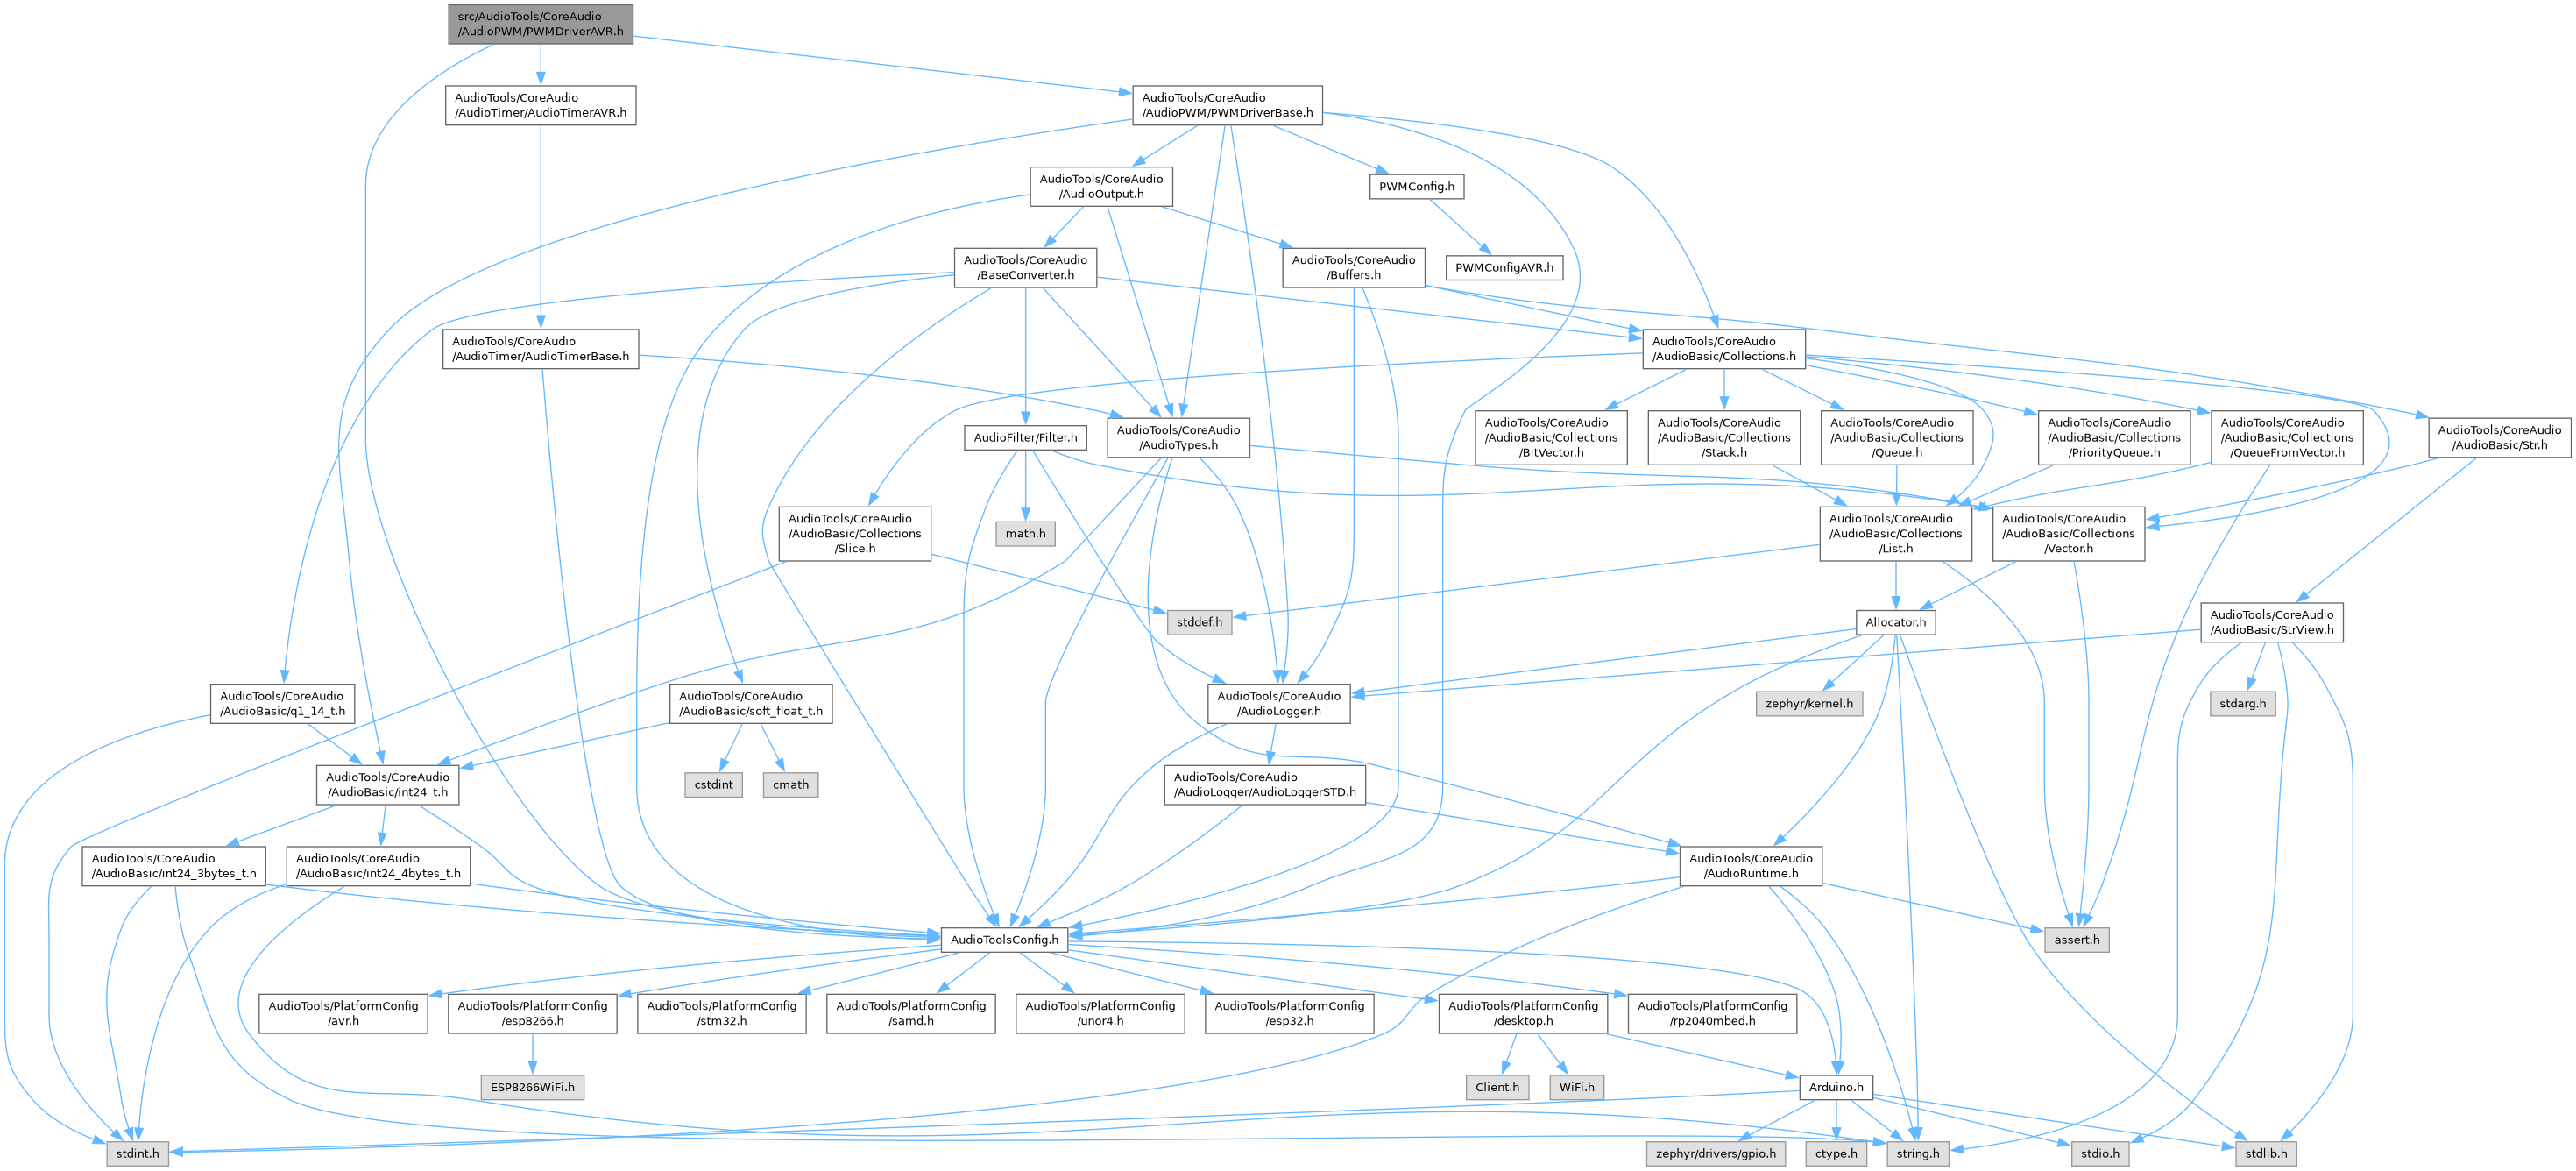 src/AudioTools/CoreAudio
/AudioPWM/PWMDriverAVR.h
AudioTools/CoreAudio
/AudioTimer/AudioTimerAVR.h
AudioTools/CoreAudio
/AudioPWM/PWMDriverBase.h
AudioTools/CoreAudio
/AudioOutput.h
PWMConfig.h
AudioTools/CoreAudio
/BaseConverter.h
AudioTools/CoreAudio
/Buffers.h
PWMConfigAVR.h
AudioTools/CoreAudio
/AudioTimer/AudioTimerBase.h
AudioTools/CoreAudio
/AudioBasic/Collections.h
AudioFilter/Filter.h
AudioTools/CoreAudio
/AudioTypes.h
AudioTools/CoreAudio
/AudioBasic/Collections
/BitVector.h
AudioTools/CoreAudio
/AudioBasic/Collections
/Stack.h
AudioTools/CoreAudio
/AudioBasic/Collections
/Queue.h
AudioTools/CoreAudio
/AudioBasic/Collections
/PriorityQueue.h
AudioTools/CoreAudio
/AudioBasic/Collections
/QueueFromVector.h
AudioTools/CoreAudio
/AudioBasic/Str.h
AudioTools/CoreAudio
/AudioBasic/Collections
/Slice.h
math.h
AudioTools/CoreAudio
/AudioBasic/Collections
/List.h
AudioTools/CoreAudio
/AudioBasic/Collections
/Vector.h
stddef.h
Allocator.h
AudioTools/CoreAudio
/AudioBasic/StrView.h
AudioTools/CoreAudio
/AudioBasic/q1_14_t.h
AudioTools/CoreAudio
/AudioBasic/soft_float_t.h
AudioTools/CoreAudio
/AudioLogger.h
zephyr/kernel.h
stdarg.h
AudioTools/CoreAudio
/AudioBasic/int24_t.h
cstdint
cmath
AudioTools/CoreAudio
/AudioLogger/AudioLoggerSTD.h
AudioTools/CoreAudio
/AudioBasic/int24_3bytes_t.h
AudioTools/CoreAudio
/AudioBasic/int24_4bytes_t.h
AudioTools/CoreAudio
/AudioRuntime.h
AudioToolsConfig.h
assert.h
AudioTools/PlatformConfig
/avr.h
AudioTools/PlatformConfig
/esp8266.h
AudioTools/PlatformConfig
/stm32.h
AudioTools/PlatformConfig
/samd.h
AudioTools/PlatformConfig
/unor4.h
AudioTools/PlatformConfig
/esp32.h
AudioTools/PlatformConfig
/desktop.h
AudioTools/PlatformConfig
/rp2040mbed.h
ESP8266WiFi.h
Client.h
WiFi.h
Arduino.h
stdint.h
zephyr/drivers/gpio.h
ctype.h
string.h
stdio.h
stdlib.h